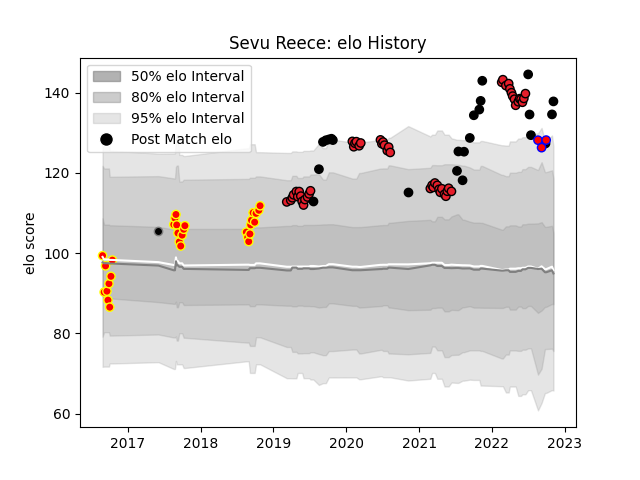 Sevu Reece: elo History
50% elo Interval
80% elo Interval
95% elo Interval
Post Match elo
elo score
140
120
100
80
60
2017 2018 2019 2020 2021 2022 2023